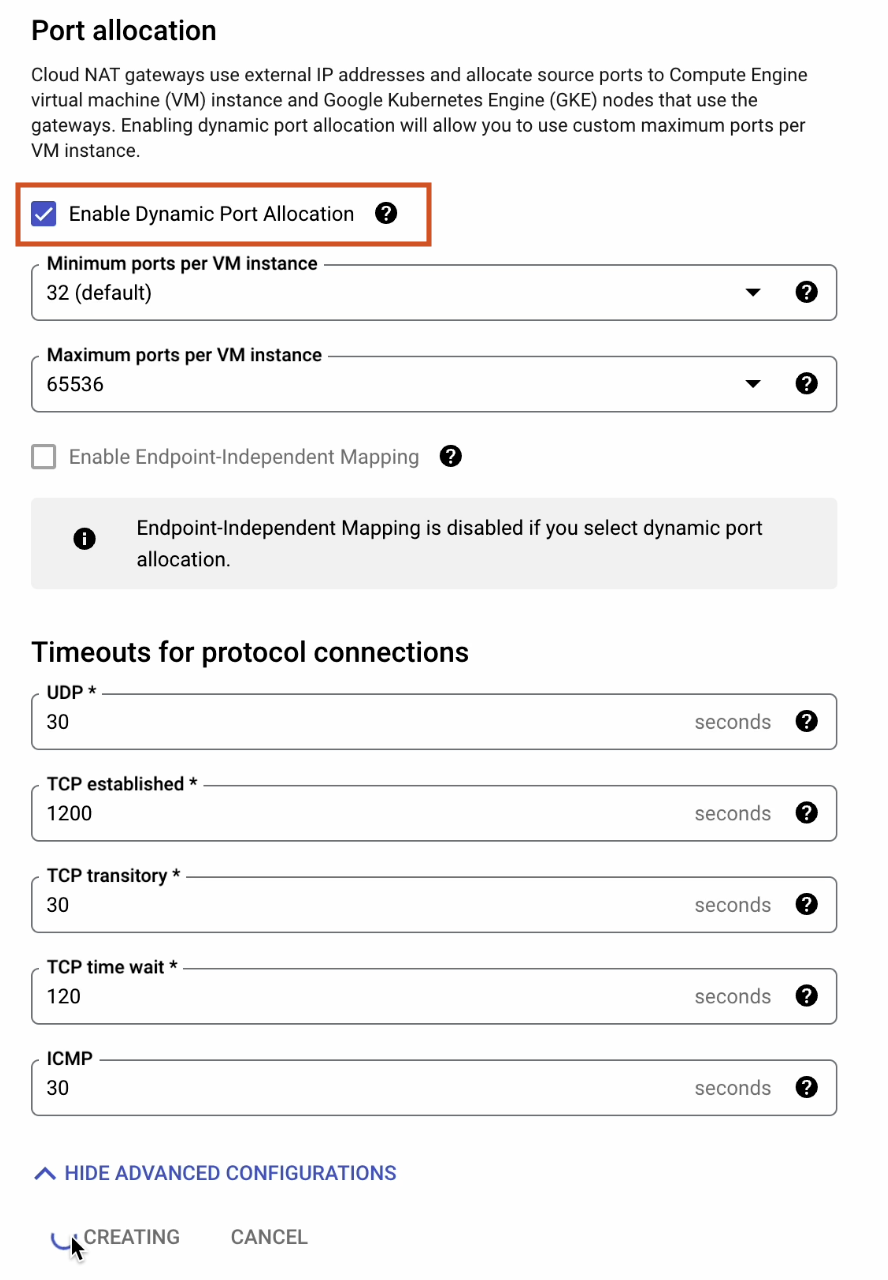 Port allocation
Cloud NAT gateways use external IP addresses and allocate source ports to Compute Engine
virtual machine (VM) instance and Google Kubernetes Engine (GKE) nodes that use the
gateways. Enabling dynamic port allocation will allow you to use custom maximum ports per
VM instance.
Enable Dynamic Port Allocation
Minimum ports per VM instance
32 (default)
Maximum ports per VM instance
65536
Enable Endpoint-Independent Mapping
Endpoint-Independent Mapping is disabled if you select dynamic port
allocation.
Timeouts for protocol connections
UDP *
30 seconds
TCP established *
1200 seconds
TCP transitory *
30 seconds
TCP time wait *
120 seconds
ICMP
30 seconds
HIDE ADVANCED CONFIGURATIONS
CREATING CANCEL